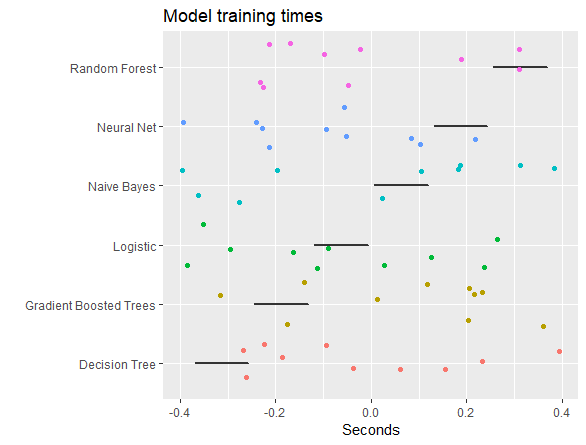 Model training times
Random Forest
Neural Net
Naive Bayes
Logistic
Gradient Boosted Trees
Decision Tree
-0.4 -0.2 0.0 0.2 0.4
Seconds